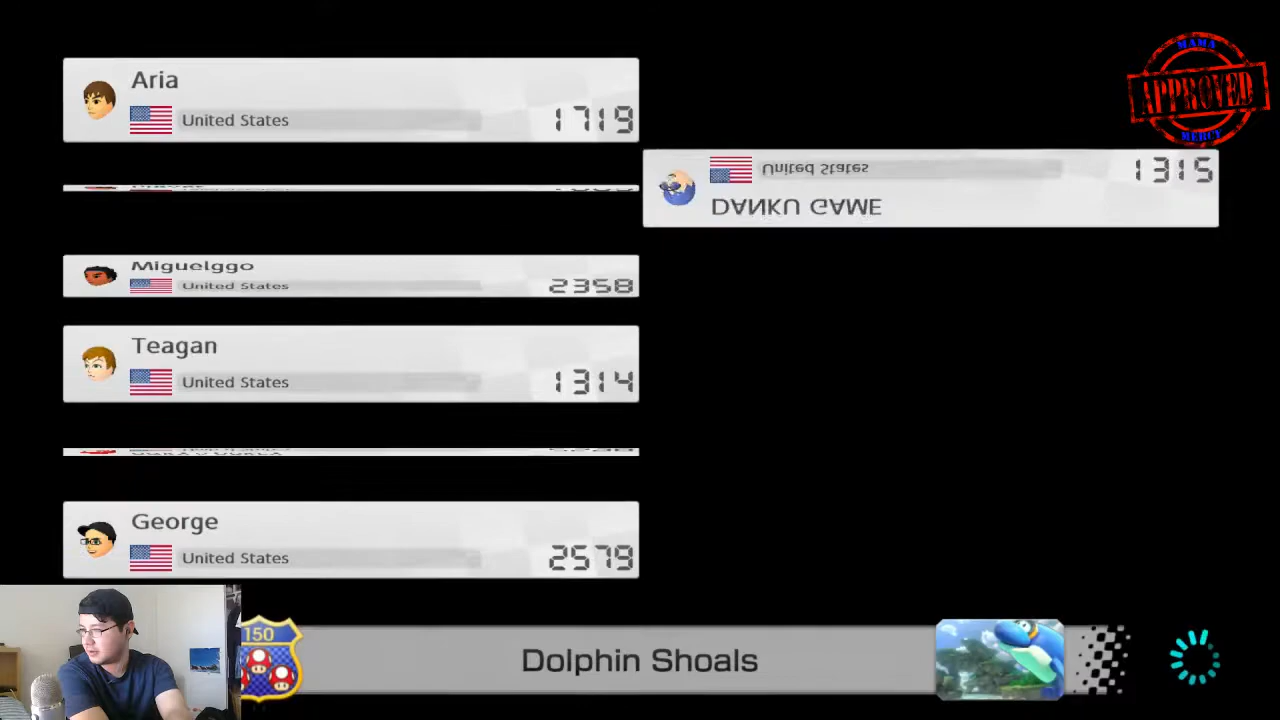 Aria
United States
1719
MAMA
APPROVED
MERCY
United States
1315
DANKU GAME
Miguelggo
United States
2358
Teagan
United States
1314
George
United States
2579
150
Dolphin Shoals